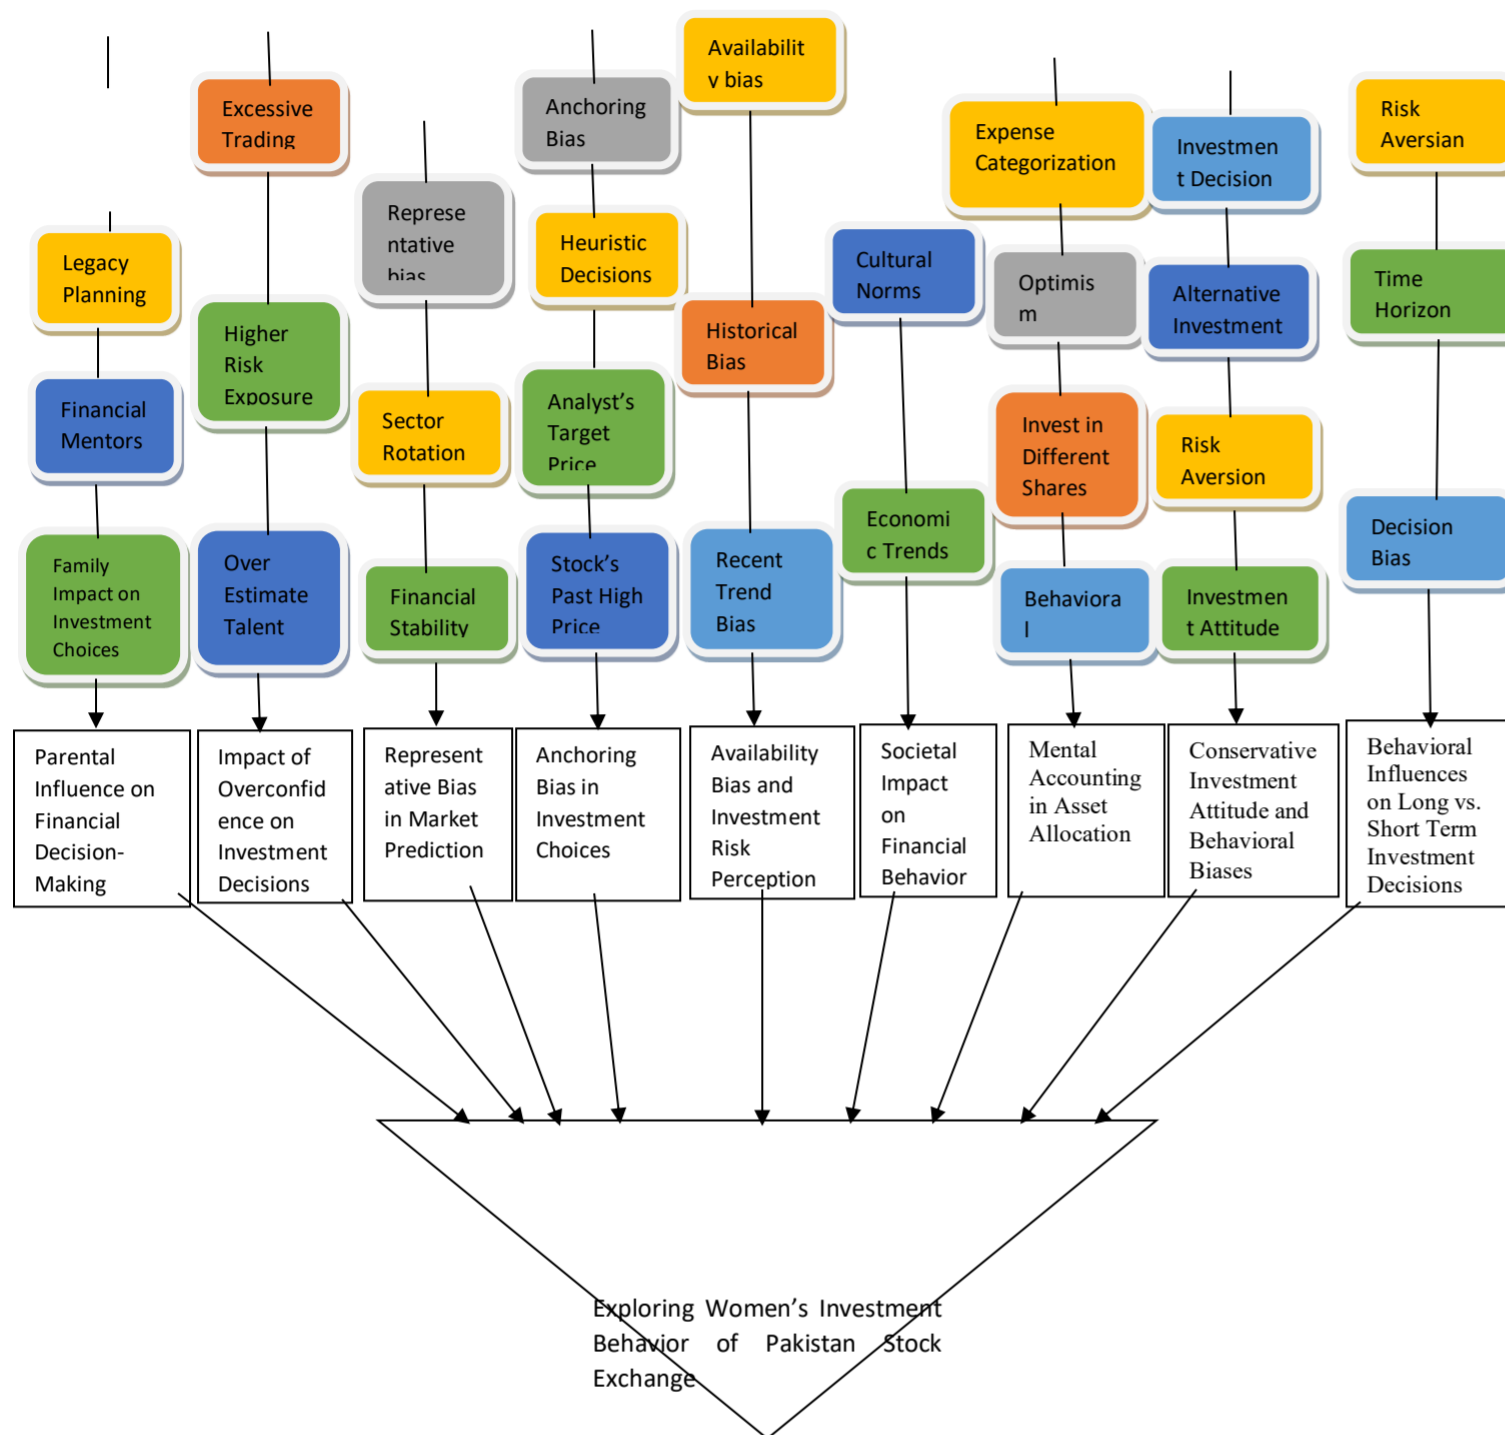 Legacy
Planning
Financial
Mentors
Family
Impact on
Investment
Choices
Parental
Influence on
Financial
Decision-
Making
Excessive
Trading
Higher
Risk
Exposure
Over
Estimate
Talent
Impact of
Overconfid
ence on
Investment
Decisions
Represe
ntative
bias
Sector
Rotation
Financial
Stability
Represent
ative Bias
in Market
Prediction
Anchoring
Bias
Heuristic
Decisions
Analyst’s
Target
Price
Stock’s
Past High
Price
Anchoring
Bias in
Investment
Choices
Availabilit
y bias
Historical
Bias
Recent
Trend
Bias
Availability
Bias and
Investment
Risk
Perception
Cultural
Norms
Economi
c Trends
Societal
Impact
on
Financial
Behavior
Expense
Categorization
Optimis
m
Invest in
Different
Shares
Behaviora
l
Mental
Accounting
in Asset
Allocation
Investmen
t Decision
Alternative
Investment
Risk
Aversion
Investmen
t Attitude
Conservative
Investment
Attitude and
Behavioral
Biases
Risk
Aversian
Time
Horizon
Decision
Bias
Behavioral
Influences
on Long vs.
Short Term
Investment
Decisions
Exploring Women’s Investment
Behavior of Pakistan Stock
Exchange